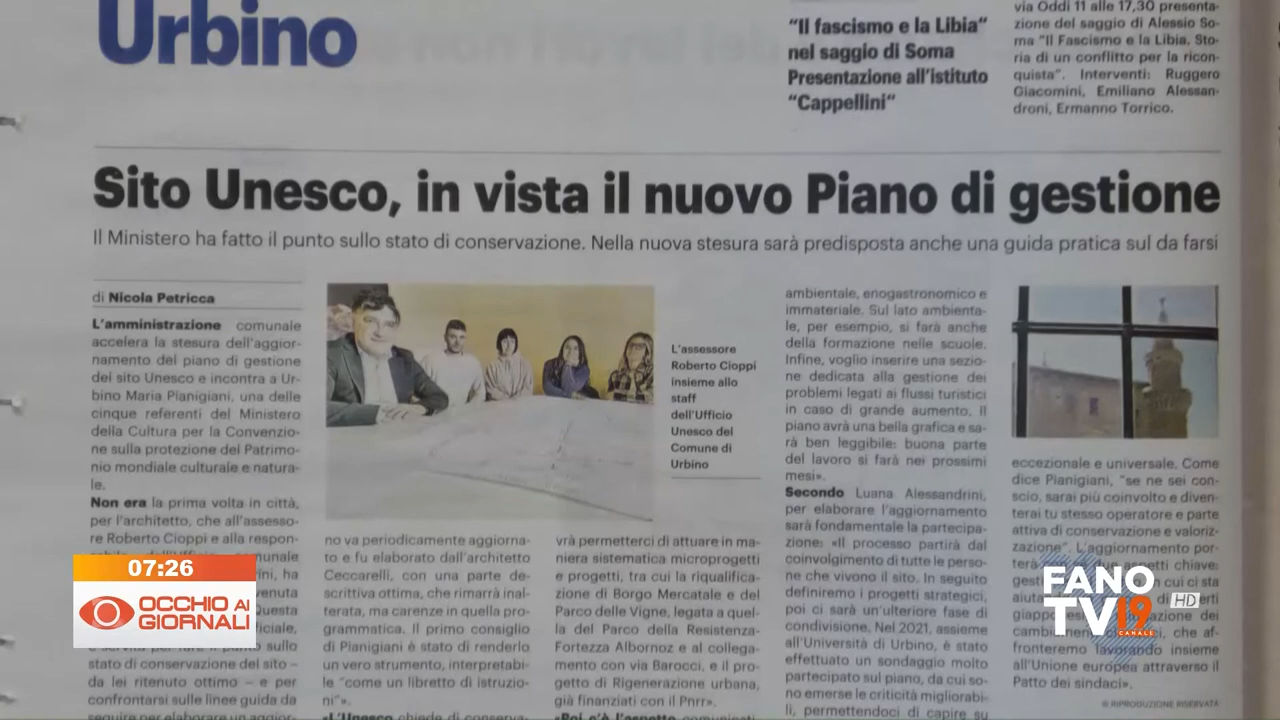 Urbino
"Il fascismo e la Libia"
nel saggio di Soma
Presentazione all'istituto
"Cappellini"
via Oddi 11 alle 17,30 presenta-
zione del saggio di Alessio So-
ma "Il Fascismo e la Libia. Sto-
ria di un conflitto per la ricon-
quista". Interventi: Ruggero
Giacomini, Emiliano Alessan-
droni, Ermanno Torrico.
Sito Unesco, in vista il nuovo Piano di gestione
Il Ministero ha fatto il punto sullo stato di conservazione. Nella nuova stesura sarà predisposta anche una guida pratica sul da farsi
di Nicola Petricca
L'amministrazione comunale
accelera la stesura dell'aggior-
namento del piano di gestione
del sito Unesco e incontra a Ur-
bino Maria Pianigiani, una delle
cinque referenti del Ministero
della Cultura per la Convenzio-
ne sulla protezione del Patrimo-
nio mondiale culturale e natura-
le.
Non era la prima volta in città,
per l'architetto, che all'assesso-
re Roberto Cioppi e alla respon-
stato di conservazione del sito –
da lei ritenuto ottimo – e per
confrontarsi sulle linee guida da
seguire per elaborare un aggior-
L'assessore
Roberto Cioppi
insieme allo
staff
dell'Ufficio
Unesco del
Comune di
Urbino
no va periodicamente aggiorna-
to e fu elaborato dall'architetto
Ceccarelli, con una parte de-
scrittiva ottima, che rimarrà inal-
terata, ma carenze in quella pro-
grammatica. Il primo consiglio
di Pianigiani è stato di renderlo
un vero strumento, interpretabi-
le "come un libretto di istruzio-
ni"».
«L'Unesco chiede di conserva-
vrà permetterci di attuare in ma-
niera sistematica microprogetti
e progetti, tra cui la riqualifica-
zione di Borgo Mercatale e del
Parco delle Vigne, legata a quel-
la del Parco della Resistenza-
Fortezza Albornoz e al collega-
mento con via Barocci, e il pro-
getto di Rigenerazione urbana,
già finanziati con il Pnrr».
«Poi c'è l'aspetto comunicati-
ambientale, enogastronomico e
immateriale. Sul lato ambienta-
le, per esempio, si farà anche
della formazione nelle scuole.
Infine, voglio inserire una sezio-
ne dedicata alla gestione dei
problemi legati ai flussi turistici
in caso di grande aumento. Il
piano avrà una bella grafica e sa-
rà ben leggibile: buona parte
del lavoro si farà nei prossimi
mesi».
Secondo Luana Alessandrini,
per elaborare l'aggiornamento
sarà fondamentale la partecipa-
zione: «Il processo partirà dal
coinvolgimento di tutte le perso-
ne che vivono il sito. In seguito
definiremo i progetti strategici,
poi ci sarà un'ulteriore fase di
condivisione. Nel 2021, assieme
all'Università di Urbino, è stato
effettuato un sondaggio molto
partecipato sul piano, da cui so-
no emerse le criticità migliorabi-
li, permettendoci di capire su
eccezionale e universale. Come
dice Pianigiani, "se ne sei con-
scio, sarai più coinvolto e diven-
terai tu stesso operatore e parte
attiva di conservazione e valoriz-
zazione". L'aggiornamento por-
fronteremo lavorando insieme
all'Unione europea attraverso il
Patto dei sindaci».
© RIPRODUZIONE RISERVATA
07:26
OCCHIO AI
GIORNALI
FANO
TV19
CANALE
HD